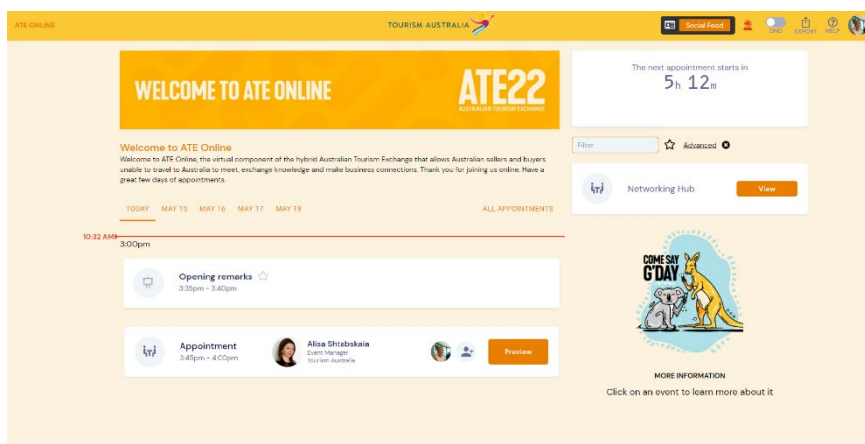 ATE ONLINE
TOURISM AUSTRALIA
Social Feed
DND
EXPORT
HELP
WELCOME TO ATE ONLINE
ATE22
AUSTRALIAN TOURISM EXCHANGE
The next appointment starts in
5h 12m
Welcome to ATE Online
Welcome to ATE Online, the virtual component of the hybrid Australian Tourism Exchange that allows Australian sellers and buyers
unable to travel to Australia to meet, exchange knowledge and make business connections. Thank you for joining us online. Have a
great few days of appointments.
Filter
Advanced
Networking Hub
View
TODAY MAY 15 MAY 16 MAY 17 MAY 18
ALL APPOINTMENTS
10:32 AM
3:00pm
Opening remarks
3:35pm - 3:40pm
COME SAY
G'DAY
Appointment
3:45pm - 4:00pm
Alisa Shtabskaia
Event Manager
Tourism Australia
Preview
MORE INFORMATION
Click on an event to learn more about it